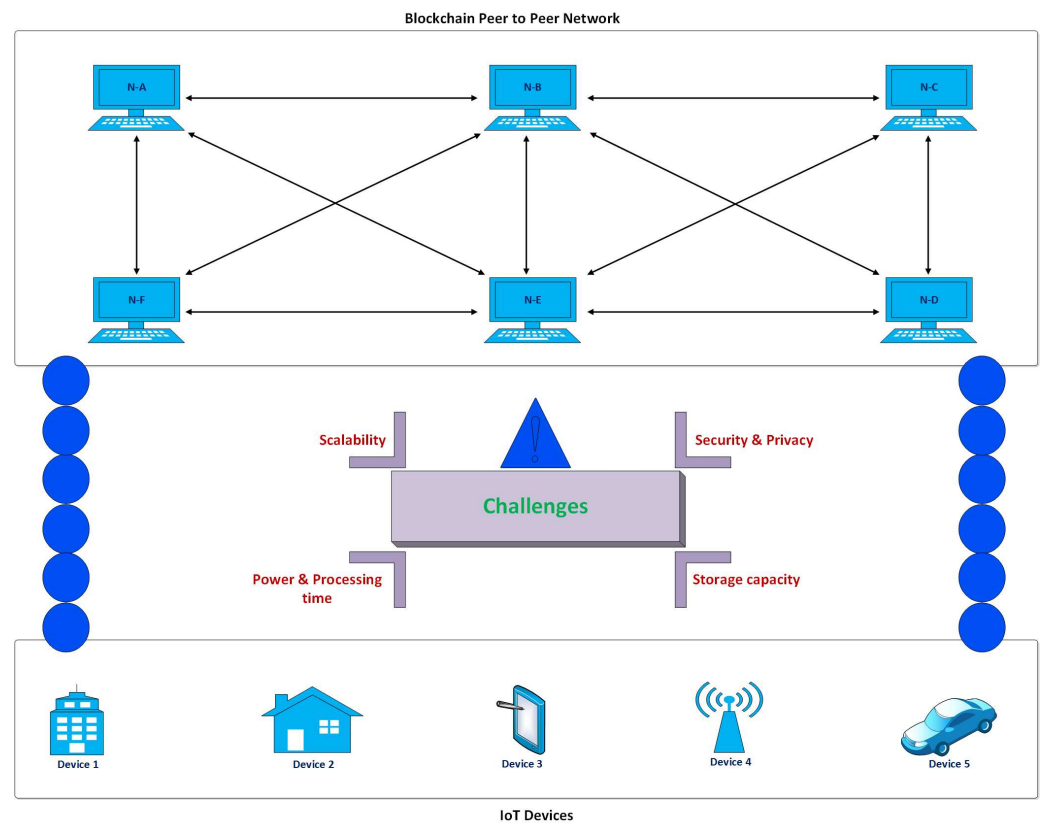 Blockchain Peer to Peer Network
N-A
N-B
N-C
N-F
N-E
N-D
!
Scalability
Security & Privacy
Challenges
Power & Processing
time
Storage capacity
Device 1
Device 2
Device 3
Device 4
Device 5
IoT Devices